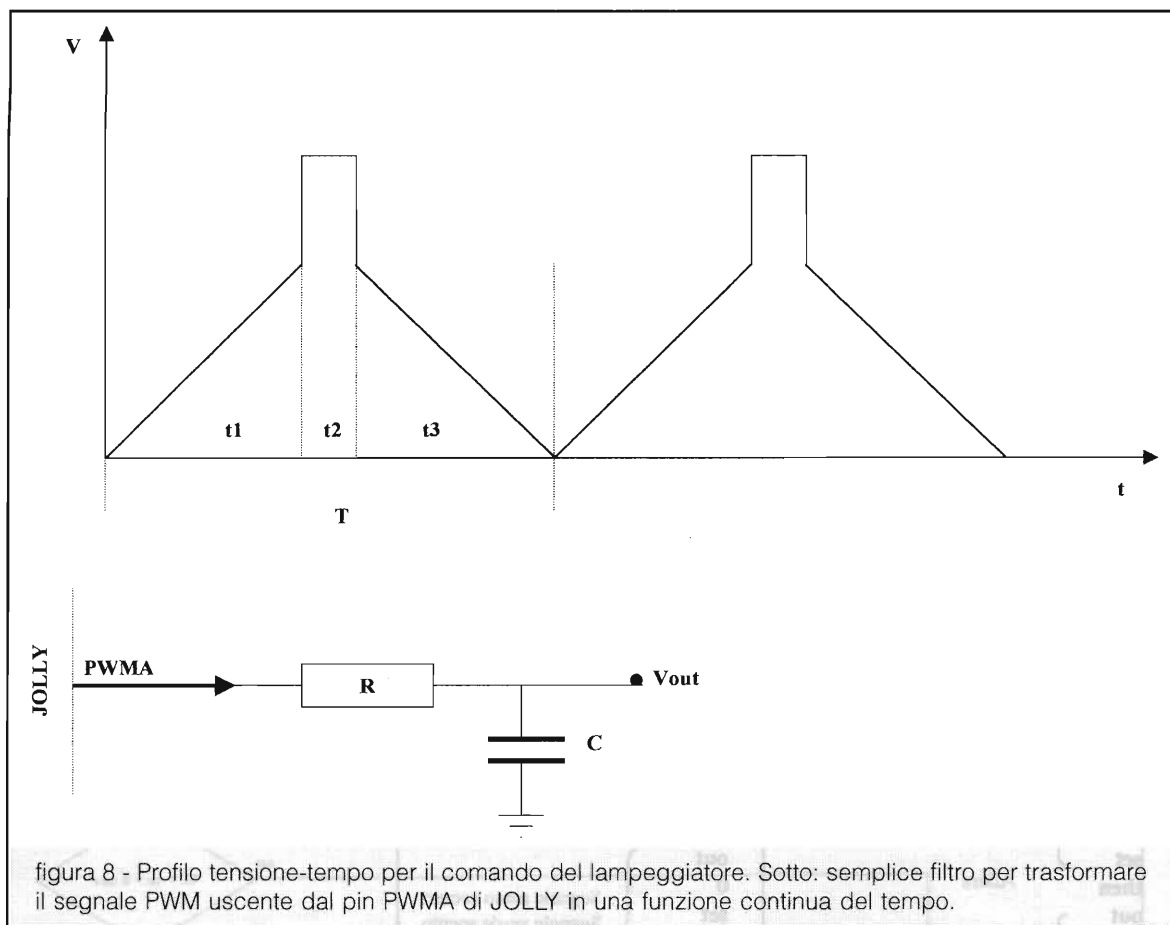 V
t1
t2
t3
t
T
JOLLY
PWMA
R
Vout
C
figura 8 - Profilo tensione-tempo per il comando del lampeggiatore. Sotto: semplice filtro per trasformare
il segnale PWM uscente dal pin PWMA di JOLLY in una funzione continua del tempo.